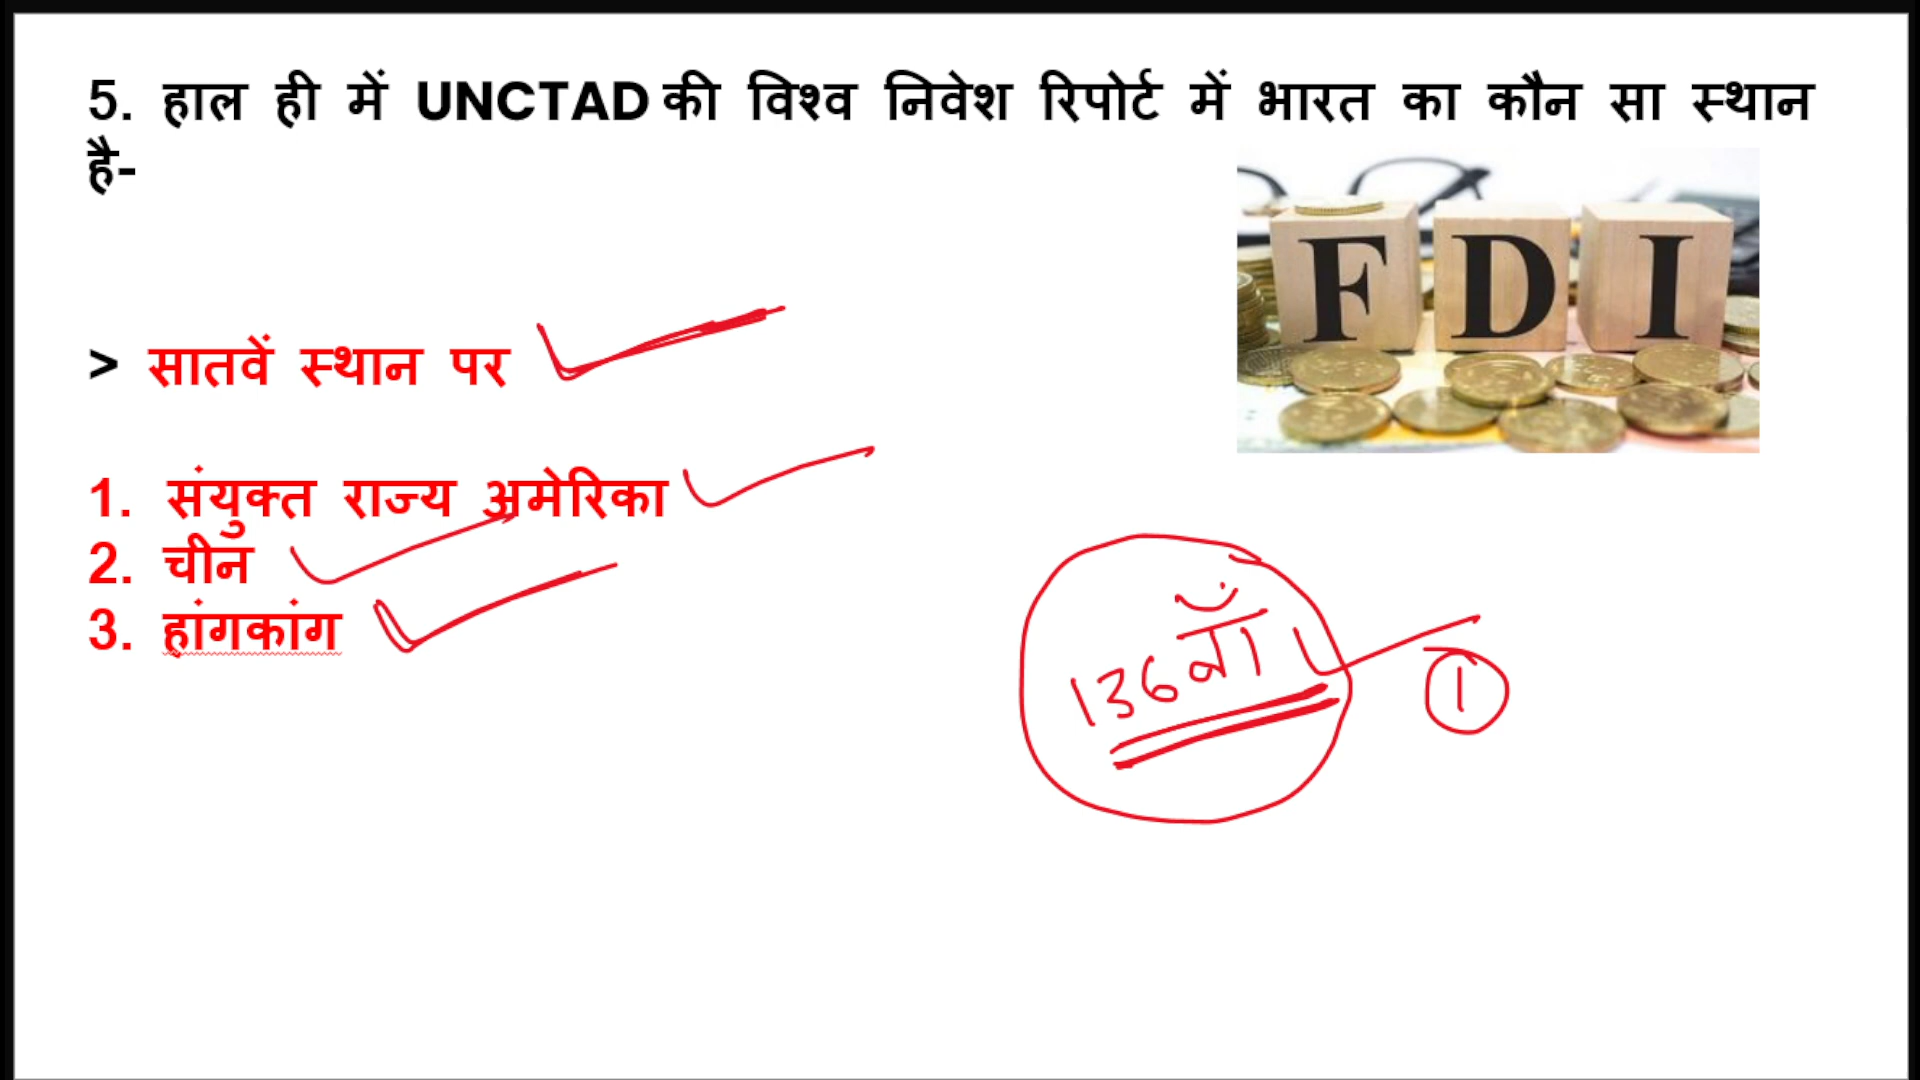 5. हाल ही में UNCTAD की विश्व निवेश रिपोर्ट में भारत का कौन सा स्थान
है-
FDI
> सातवें स्थान पर
1. संयुक्त राज्य अमेरिका
2. चीन
3. हांगकांग
136वाँ
1